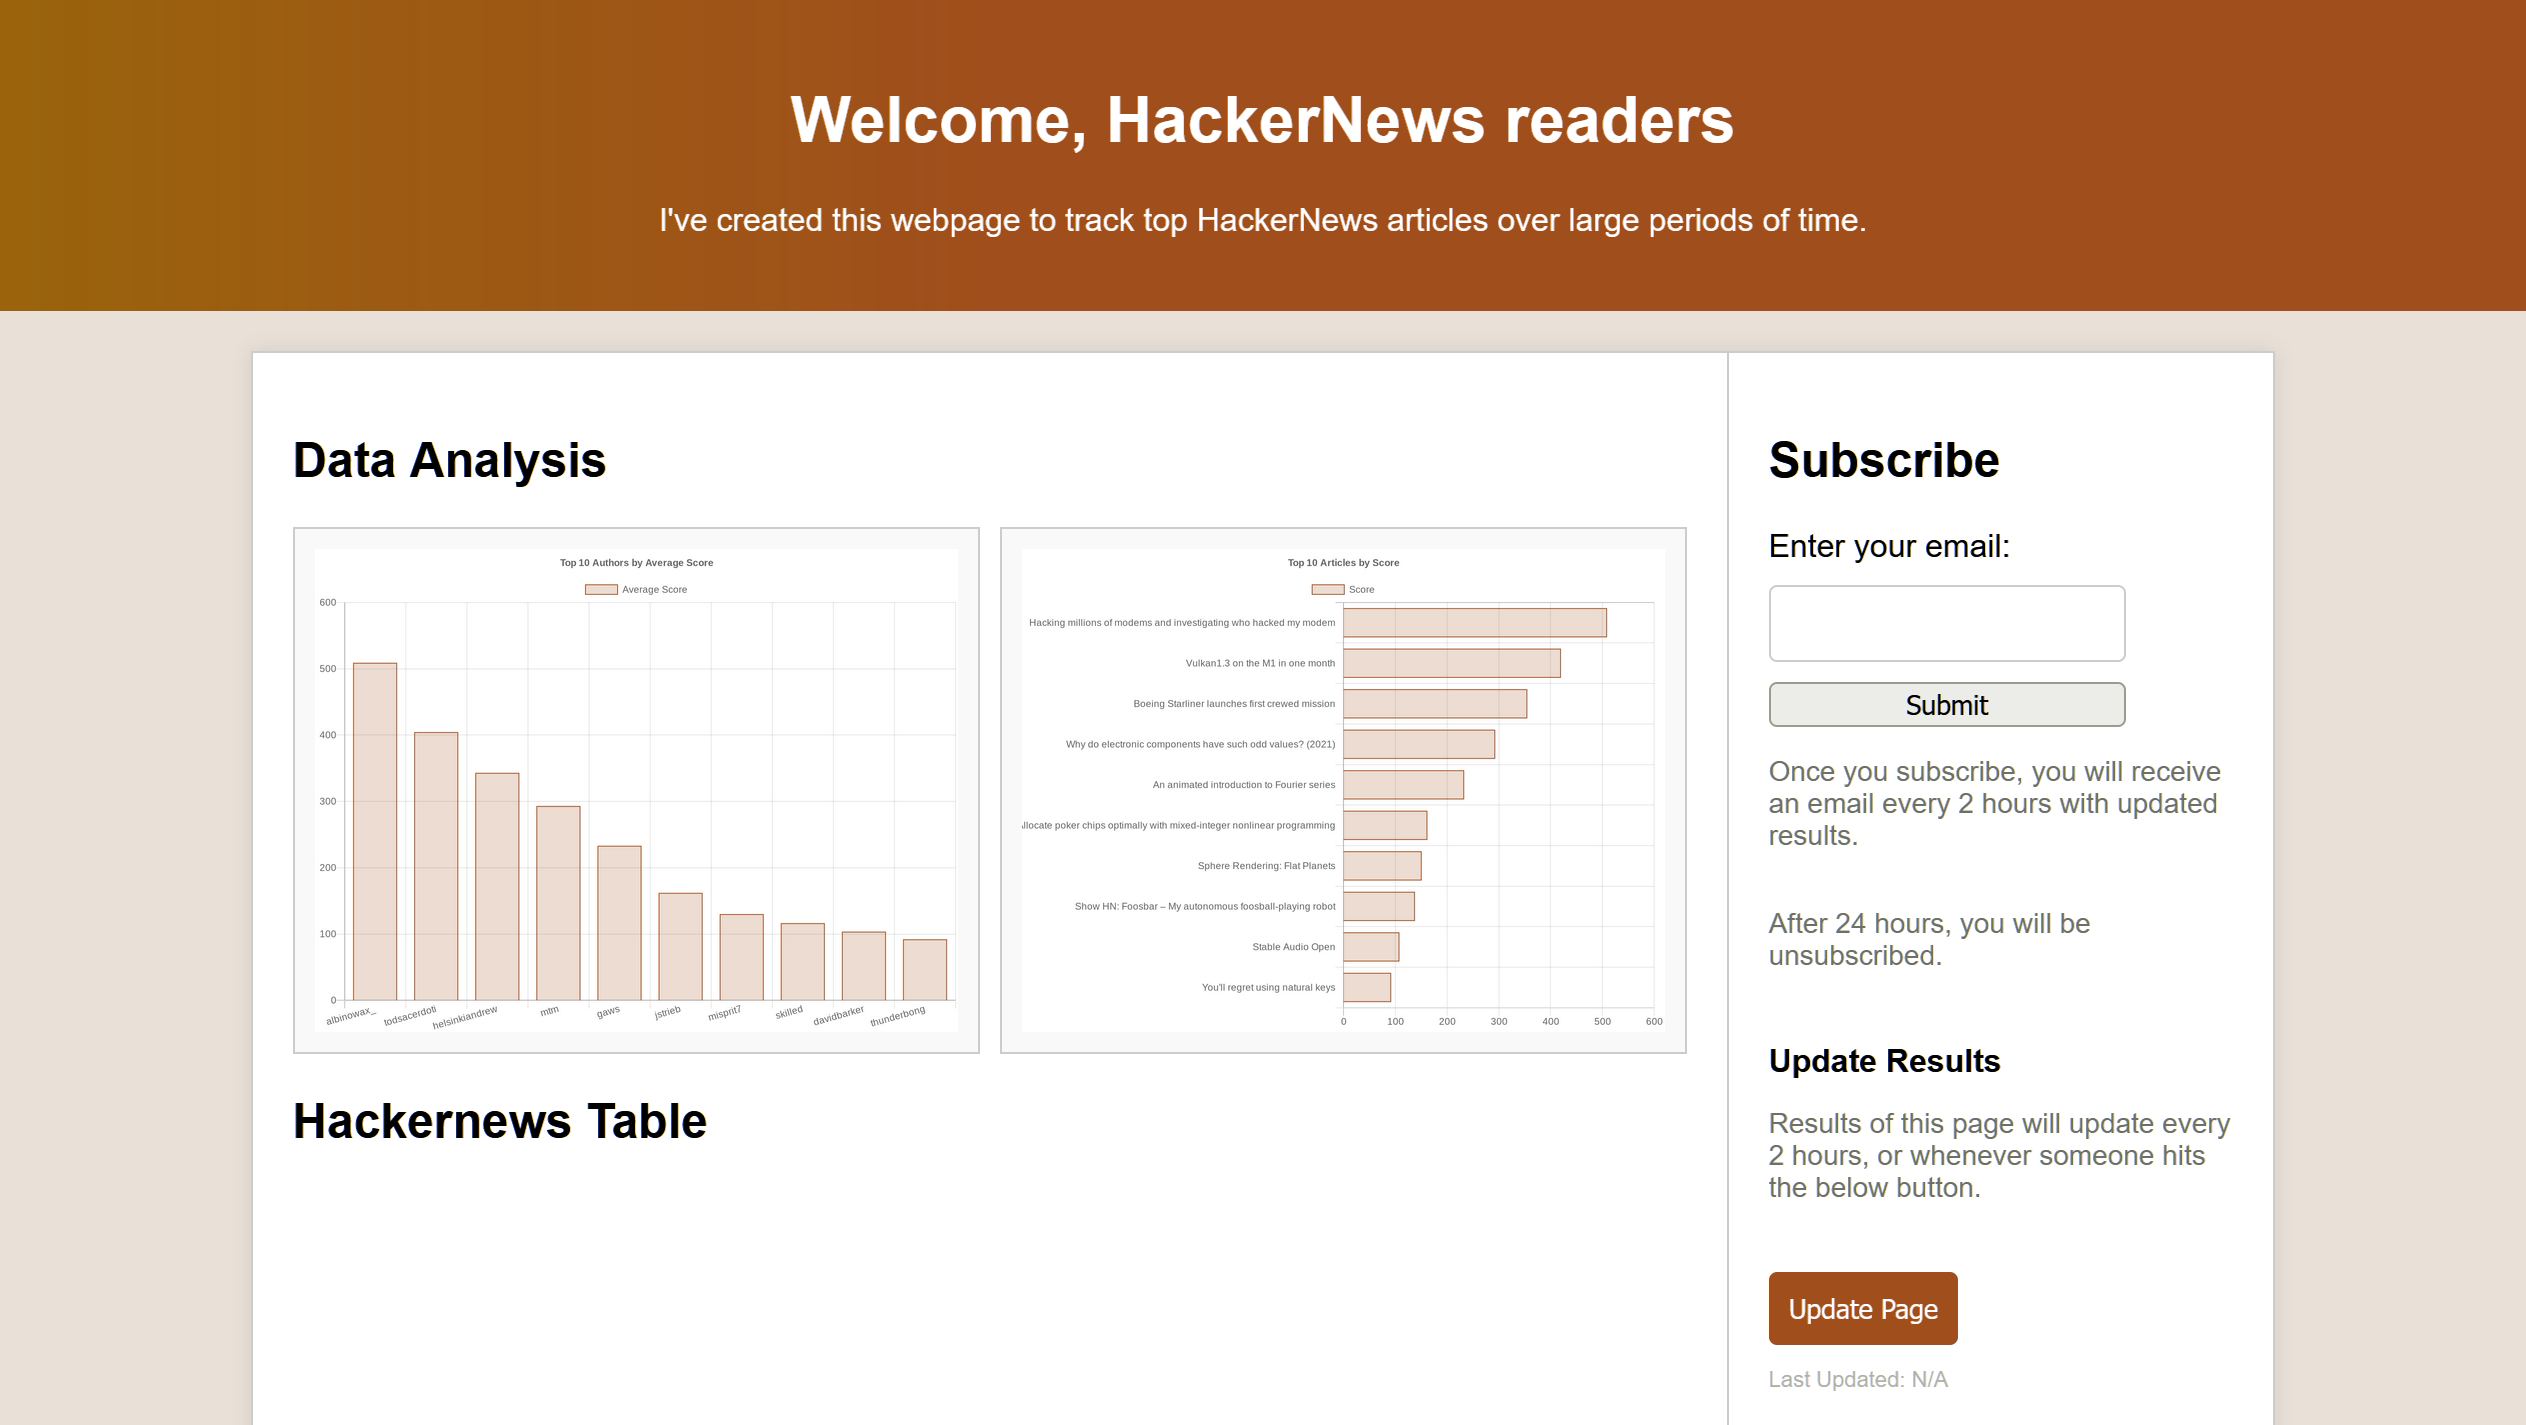 Welcome, HackerNews readers
I've created this webpage to track top HackerNews articles over large periods of time.
Data Analysis
Top 10 Authors by Average Score
Average Score
600
500
400
300
200
100
0
albinowax_
todsacerdoti
helsinkiandrew
mtm
gaws
jstrieb
misprit7
skilled
davidbarker
thunderbong
Top 10 Articles by Score
Score
Hacking millions of modems and investigating who hacked my modem
Vulkan1.3 on the M1 in one month
Boeing Starliner launches first crewed mission
Why do electronic components have such odd values? (2021)
An animated introduction to Fourier series
llocate poker chips optimally with mixed-integer nonlinear programming
Sphere Rendering: Flat Planets
Show HN: Foosbar – My autonomous foosball-playing robot
Stable Audio Open
You'll regret using natural keys
0 100 200 300 400 500 600
Hackernews Table
Subscribe
Enter your email:
Submit
Once you subscribe, you will receive
an email every 2 hours with updated
results.
After 24 hours, you will be
unsubscribed.
Update Results
Results of this page will update every
2 hours, or whenever someone hits
the below button.
Update Page
Last Updated: N/A